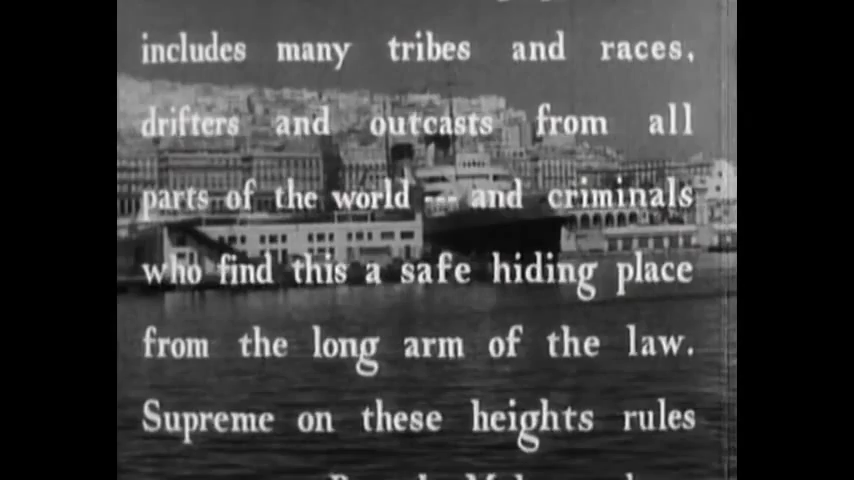 includes many tribes and races,
drifters and outcasts from all
parts of the world --- and criminals
who find this a safe hiding place
from the long arm of the law.
Supreme on these heights rules